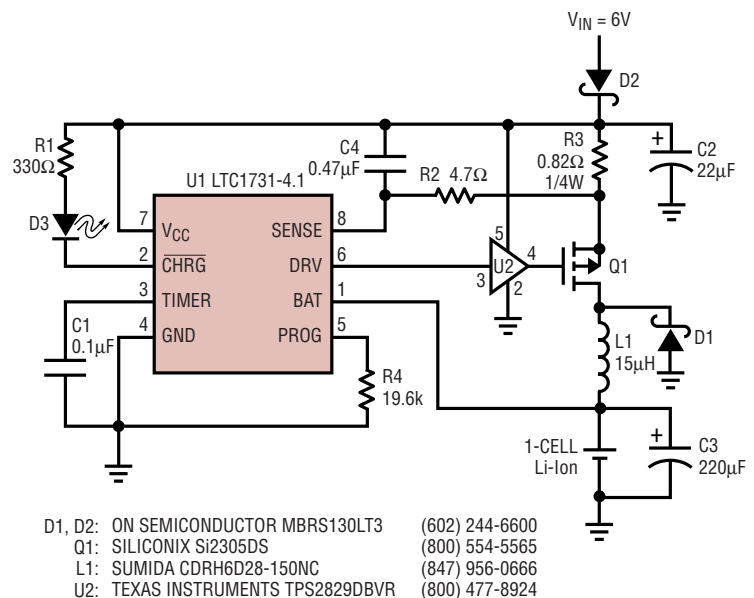 VIN = 6V
D2
R1
330Ω
C4
0.47µF
R2 4.7Ω
R3
0.82Ω
1/4W
+
C2
22µF
U1 LTC1731-4.1
D3
7
VCC
SENSE
8
2
CHRG
DRV
6
5
U2
4
3
2
Q1
3
TIMER
BAT
1
C1
0.1µF
4
GND
PROG
5
L1
15µH
D1
R4
19.6k
1-CELL
Li-Ion
+
C3
220µF
D1, D2: ON SEMICONDUCTOR MBRS130LT3 (602) 244-6600
Q1: SILICONIX Si2305DS (800) 554-5565
L1: SUMIDA CDRH6D28-150NC (847) 956-0666
U2: TEXAS INSTRUMENTS TPS2829DBVR (800) 477-8924